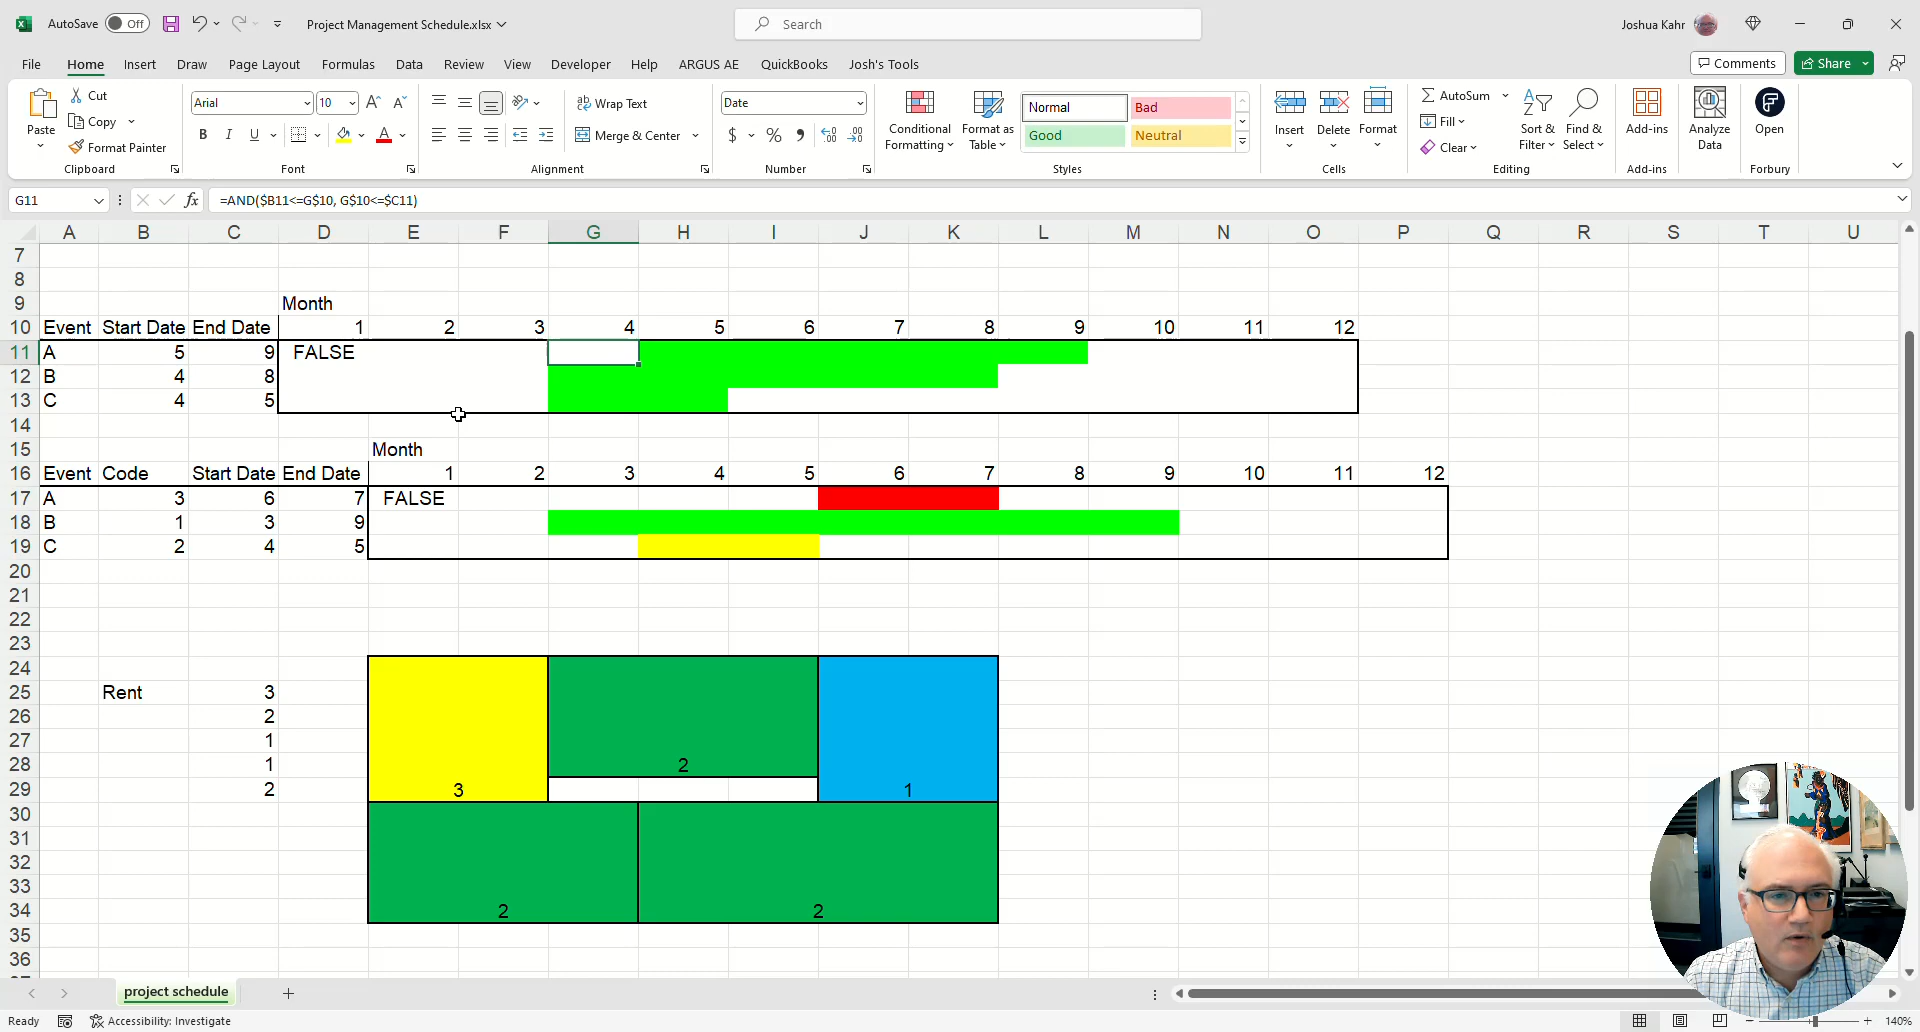 AutoSave Off Project Management Schedule.xlsx Search Joshua Kahr
File Home Insert Draw Page Layout Formulas Data Review View Developer Help ARGUS AE QuickBooks Josh's Tools Comments Share
Paste Cut Copy Format Painter
Clipboard
Arial 10 A A
B I U A
Font
Wrap Text
Merge & Center
Alignment
Date
$ % ,
Number
Conditional Formatting
Format as Table
Normal Bad
Good Neutral
Styles
Insert Delete Format
Cells
AutoSum
Fill
Clear
Sort & Filter
Find & Select
Editing
Add-ins
Add-ins
Analyze Data
Open
Forbury
G11 fx =AND($B11<=G$10, G$10<=$C11)
A B C D E F G H I J K L M N O P Q R S T U
7
8
9 Month
10 Event Start Date End Date 1 2 3 4 5 6 7 8 9 10 11 12
11 A 5 9 FALSE
12 B 4 8
13 C 4 5
14
15 Month
16 Event Code Start Date End Date 1 2 3 4 5 6 7 8 9 10 11 12
17 A 3 6 7 FALSE
18 B 1 3 9
19 C 2 4 5
20
21
22
23
24
25 Rent 3
26 2
27 1
28 1 2
29 2 3 1
30
31
32
33
34 2 2
35
36
project schedule
Ready Accessibility: Investigate 140%